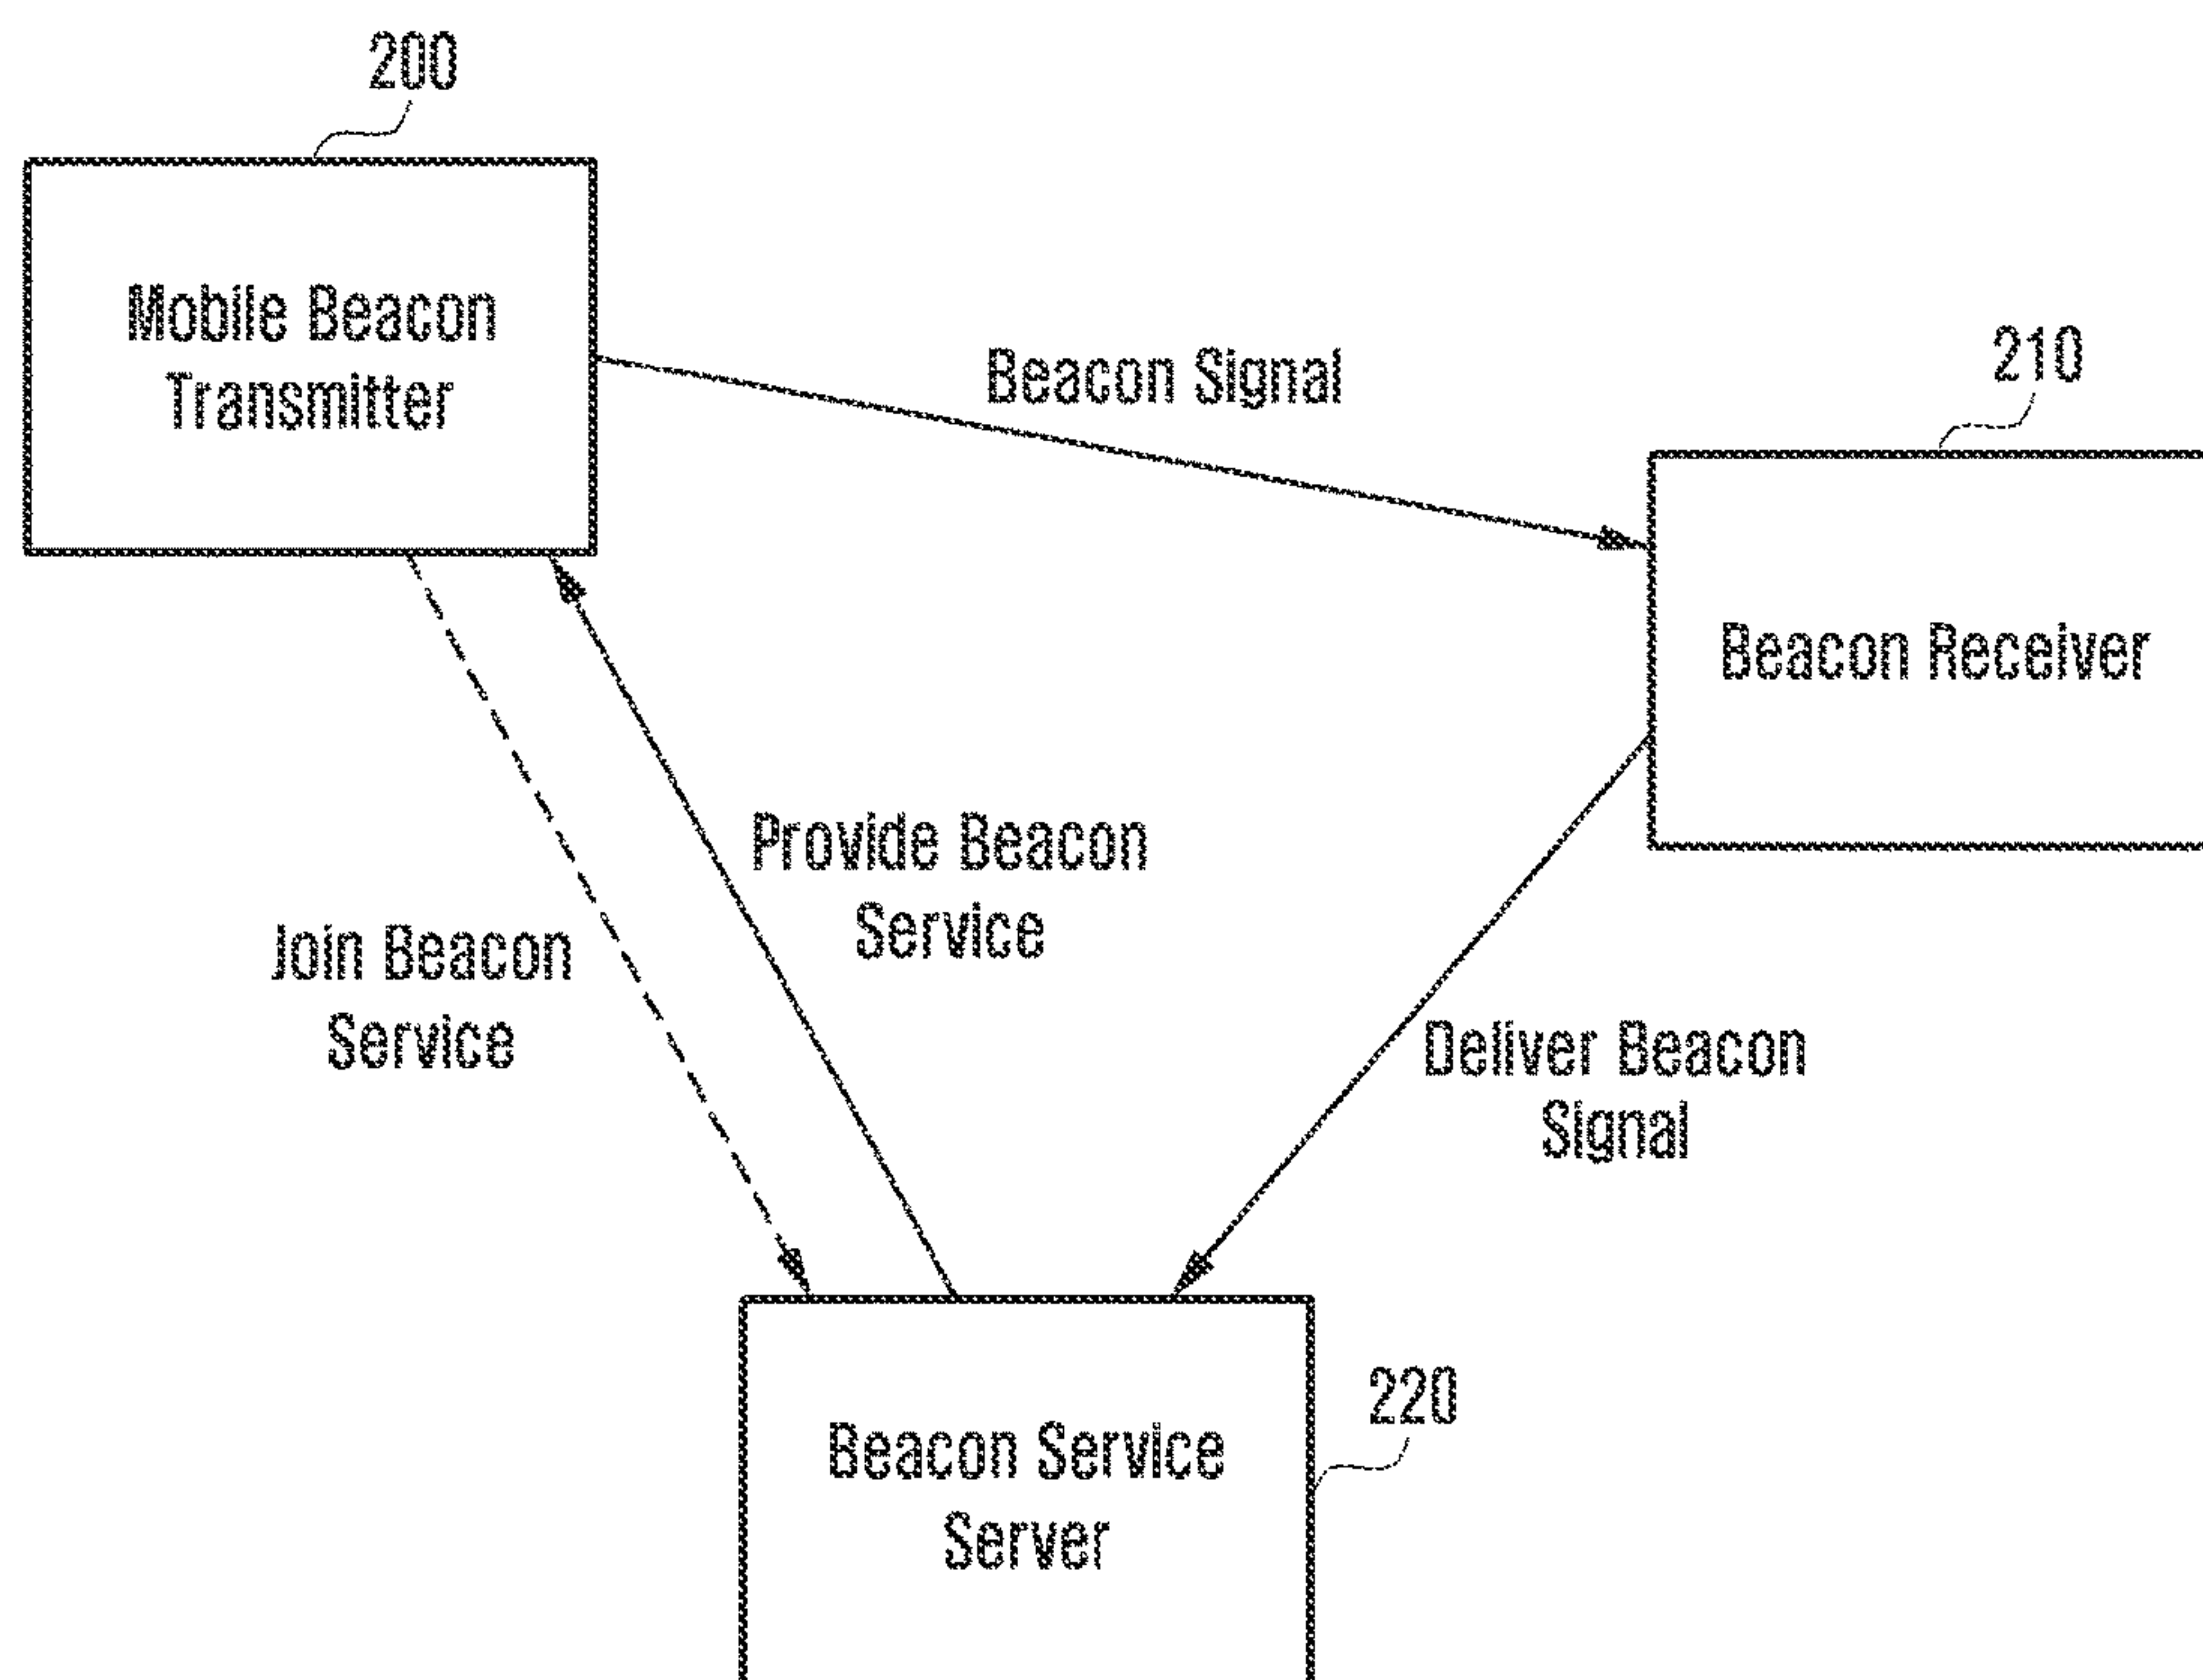 200
Mobile Beacon
Transmitter
Beacon Signal
210
Beacon Receiver
Provide Beacon
Service
Join Beacon
Service
Deliver Beacon
Signal
220
Beacon Service
Server